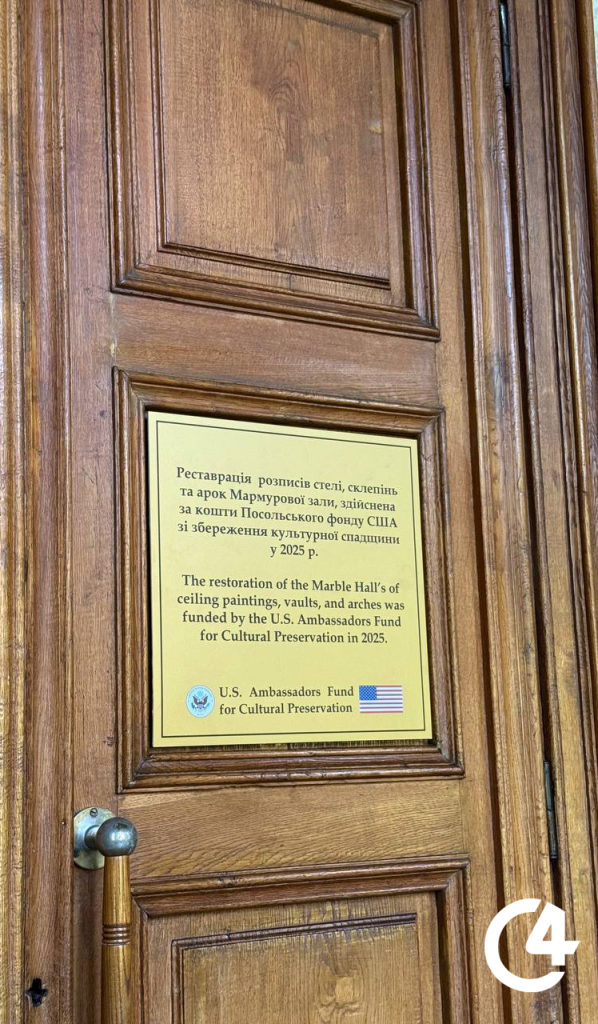 Реставрація розписів стелі, склепінь
та арок Мармурової зали, здійснена
за кошти Посольського фонду США
зі збереження культурної спадщини
у 2025 р.
The restoration of the Marble Hall's of
ceiling paintings, vaults, and arches was
funded by the U.S. Ambassadors Fund
for Cultural Preservation in 2025.
U.S. Ambassadors Fund
for Cultural Preservation
C4